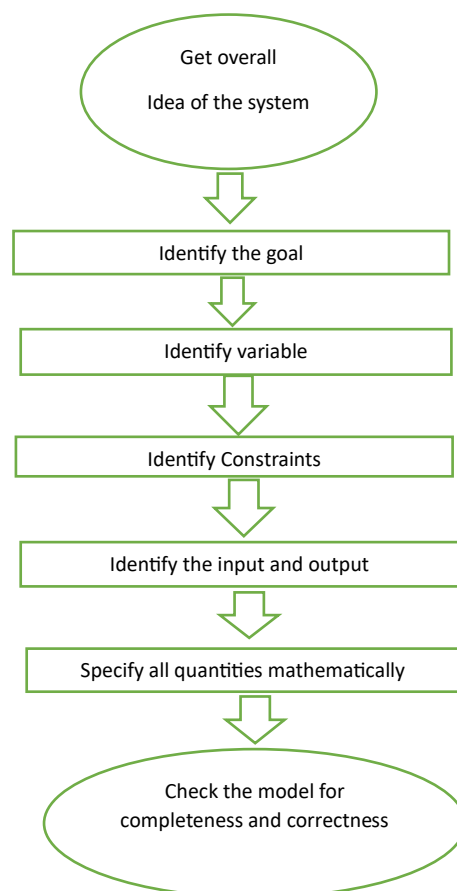 Get overall
Idea of the system
Identify the goal
Identify variable
Identify Constraints
Identify the input and output
Specify all quantities mathematically
Check the model for
completeness and correctness